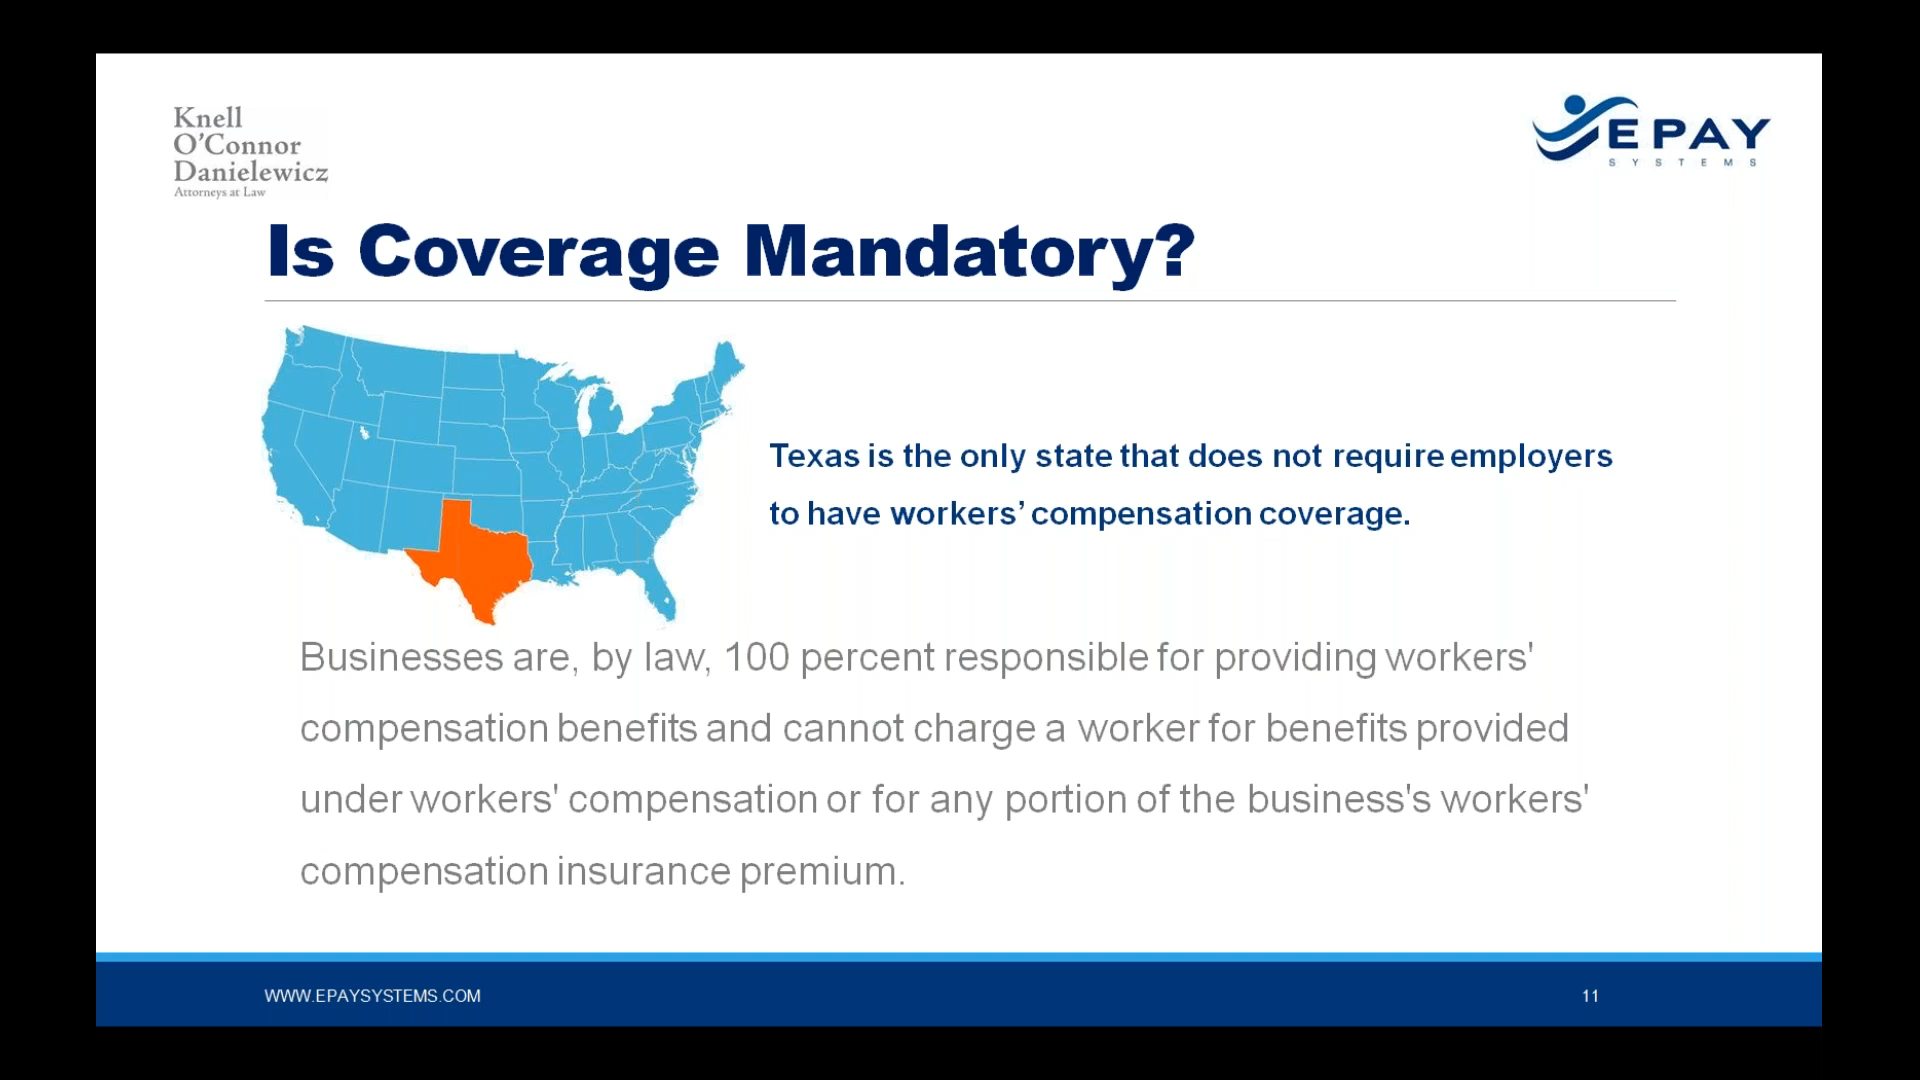 Knell
O’Connor
Danielewicz
Attorneys at Law
EPAY
SYSTEMS
Is Coverage Mandatory?
Texas is the only state that does not require employers
to have workers’ compensation coverage.
Businesses are, by law, 100 percent responsible for providing workers'
compensation benefits and cannot charge a worker for benefits provided
under workers' compensation or for any portion of the business's workers'
compensation insurance premium.
WWW.EPAYSYSTEMS.COM
11